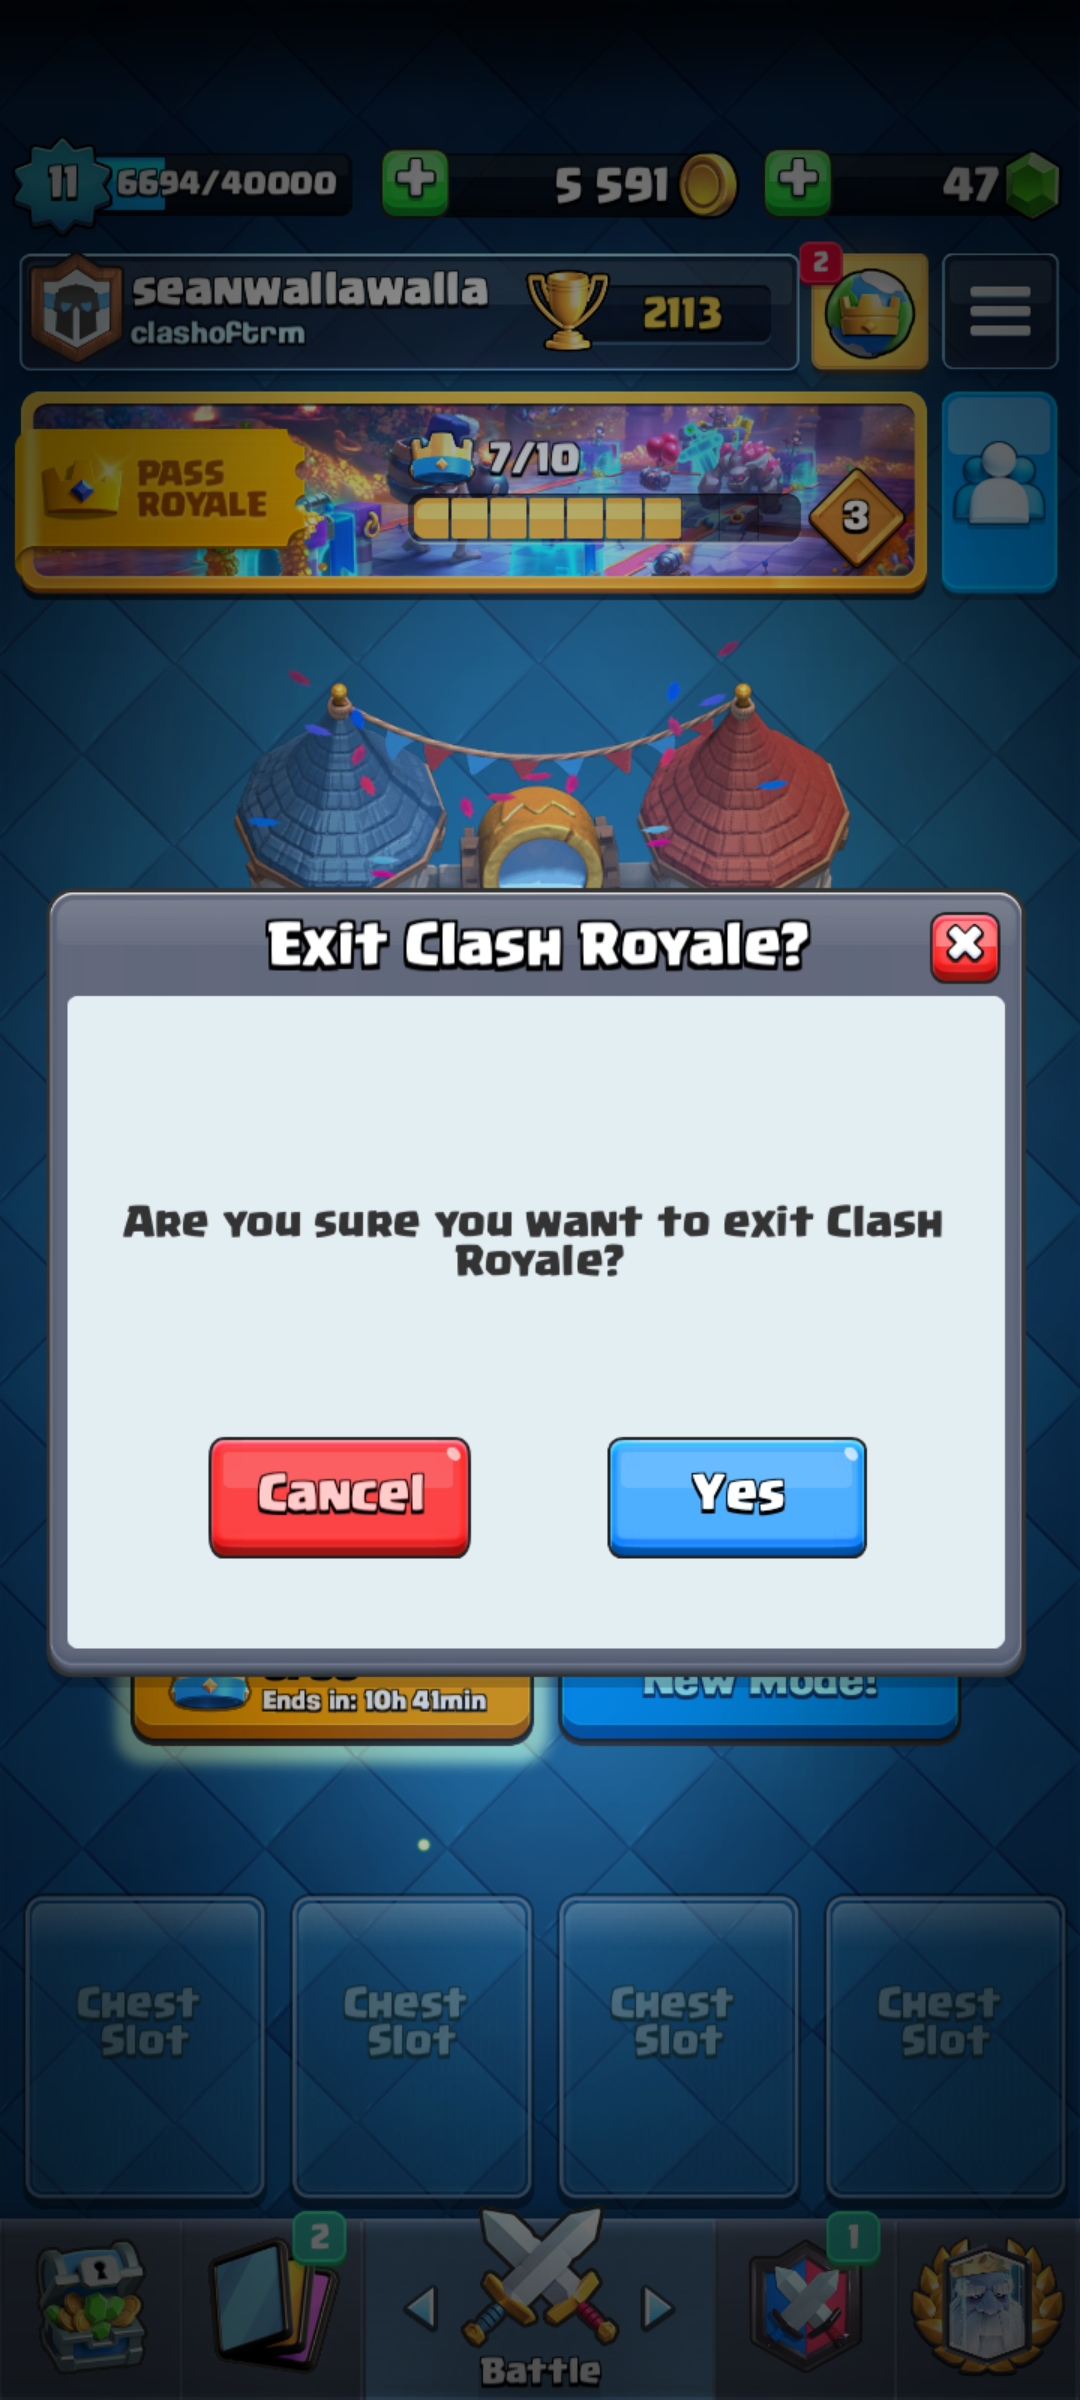 11
6694/40000
5 591
47
seanwallawalla
clashoftrm
2113
2
PASS
ROYALE
7/10
3
Exit Clash Royale?
Are you sure you want to exit Clash
Royale?
Cancel
Yes
Ends in: 10h 41min
New Mode!
Chest
Slot
Chest
Slot
Chest
Slot
Chest
Slot
2
1
Battle